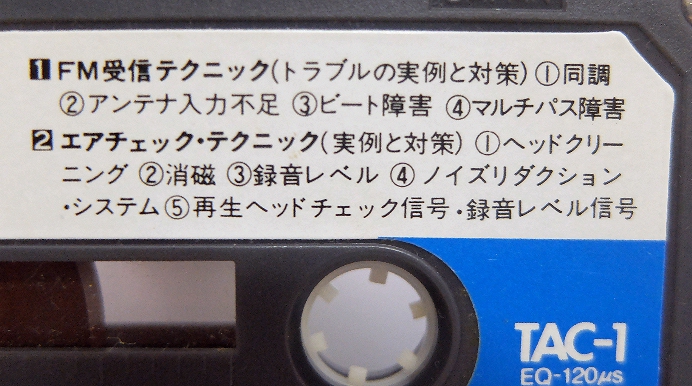 1 FM受信テクニック(トラブルの実例と対策) ①同調
②アンテナ入力不足 ③ビート障害 ④マルチパス障害
2 エアチェック・テクニック(実例と対策) ①ヘッドクリー
ニング ②消磁 ③録音レベル ④ノイズリダクション
・システム⑤再生ヘッドチェック信号・録音レベル信号
TAC-1
EQ-120μs